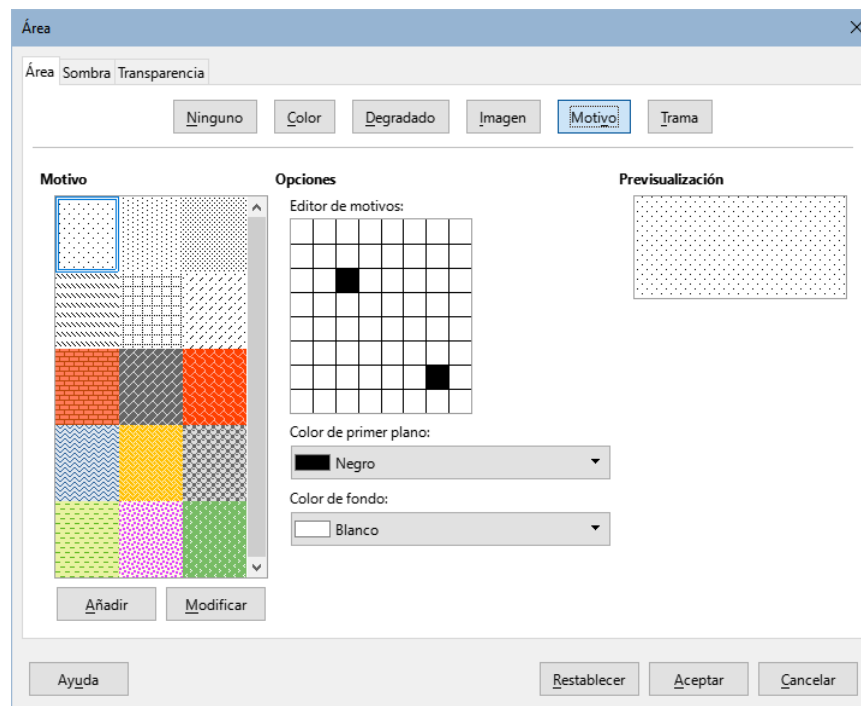 Área
Área Sombra Transparencia
Ninguno Color Degradado Imagen Motivo Trama
Motivo Opciones Previsualización
Editor de motivos:
Color de primer plano:
Negro
Color de fondo:
Blanco
Añadir Modificar
Ayuda Restablecer Aceptar Cancelar